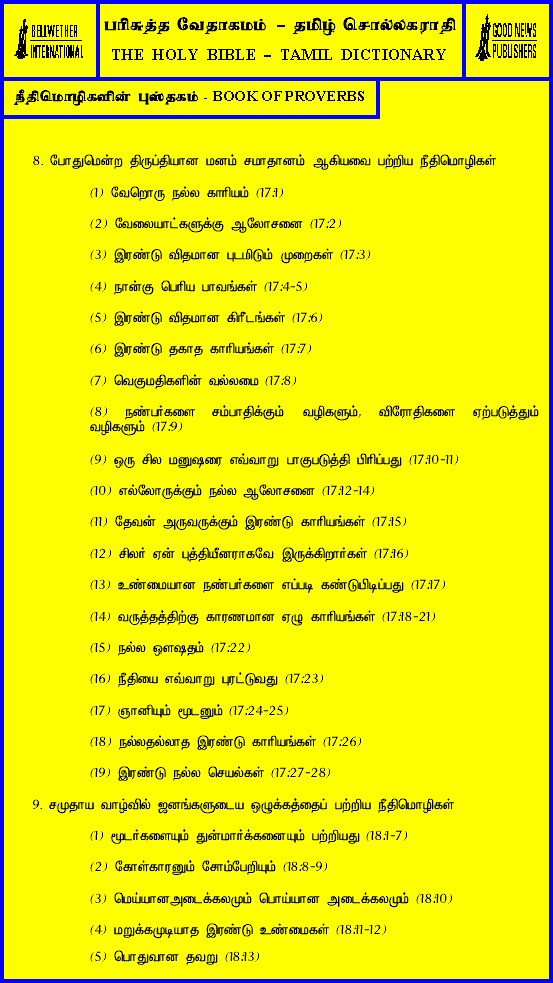 BELLWETHER
INTERNATIONAL
பரிசுத்த வேதாகமம் – தமிழ் சொல்லகராதி
THE HOLY BIBLE – TAMIL DICTIONARY
GOOD NEWS
PUBLISHERS
நீதிமொழிகளின் புஸ்தகம் - BOOK OF PROVERBS
8. போதுமென்ற திருப்தியான மனம் சமாதானம் ஆகியவை பற்றிய நீதிமொழிகள்
(1) வேறொரு நல்ல காரியம் (17:1)
(2) வேலையாட்களுக்கு ஆலோசனை (17:2)
(3) இரண்டு விதமான புடமிடும் முறைகள் (17:3)
(4) நான்கு பெரிய பாவங்கள் (17:4-5)
(5) இரண்டு விதமான கிரீடங்கள் (17:6)
(6) இரண்டு தகாத காரியங்கள் (17:7)
(7) வெகுமதிகளின் வல்லமை (17:8)
(8) நண்பர்களை சம்பாதிக்கும் வழிகளும், விரோதிகளை ஏற்படுத்தும்
வழிகளும் (17:9)
(9) ஒரு சில மனுஷரை எவ்வாறு பாகுபடுத்தி பிரிப்பது (17:10-11)
(10) எல்லோருக்கும் நல்ல ஆலோசனை (17:12-14)
(11) தேவன் அருவருக்கும் இரண்டு காரியங்கள் (17:15)
(12) சிலர் ஏன் புத்தியீனராகவே இருக்கிறார்கள் (17:16)
(13) உண்மையான நண்பர்களை எப்படி கண்டுபிடிப்பது (17:17)
(14) வருத்தத்திற்கு காரணமான ஏழு காரியங்கள் (17:18-21)
(15) நல்ல ஔஷதம் (17:22)
(16) நீதியை எவ்வாறு புரட்டுவது (17:23)
(17) ஞானியும் மூடனும் (17:24-25)
(18) நல்லதல்லாத இரண்டு காரியங்கள் (17:26)
(19) இரண்டு நல்ல செயல்கள் (17:27-28)
9. சமுதாய வாழ்வில் ஜனங்களுடைய ஒழுக்கத்தைப் பற்றிய நீதிமொழிகள்
(1) மூடர்களையும் துன்மார்க்கனையும் பற்றியது (18:1-7)
(2) கோள்காரனும் சோம்பேறியும் (18:8-9)
(3) மெய்யானஅடைக்கலமும் பொய்யான அடைக்கலமும் (18:10)
(4) மறுக்கமுடியாத இரண்டு உண்மைகள் (18:11-12)
(5) பொதுவான தவறு (18:13)